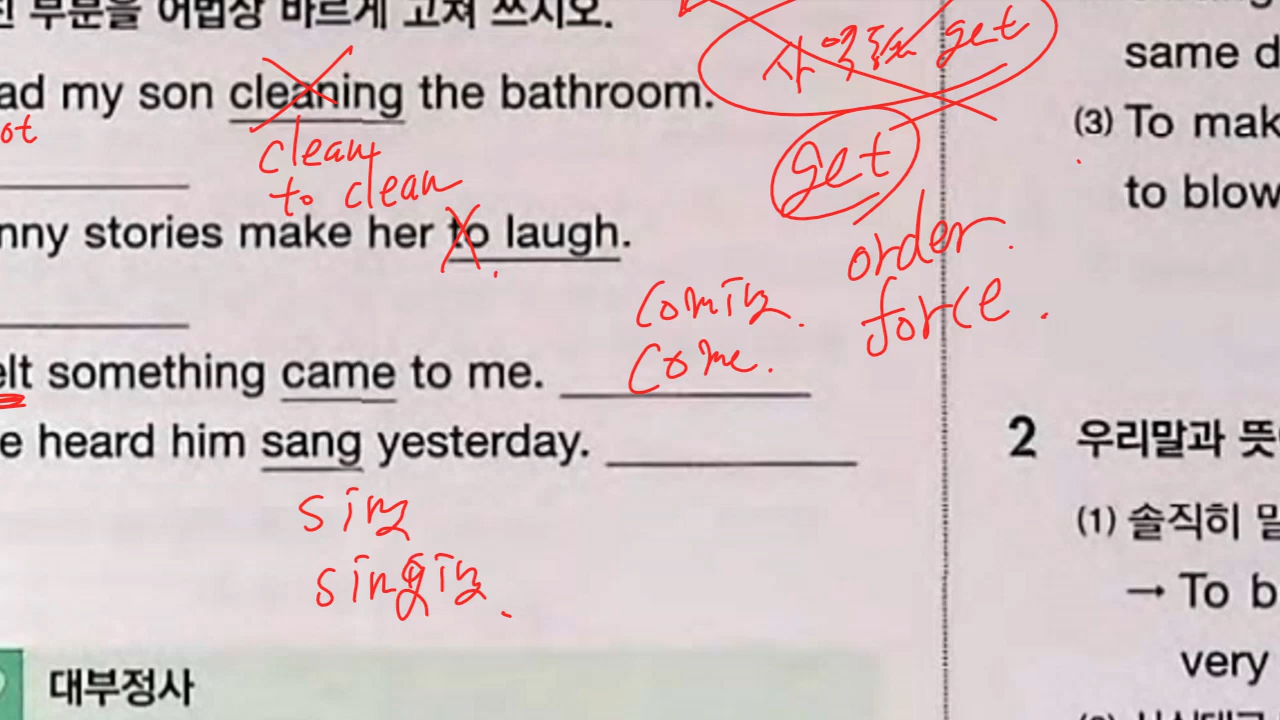 부분을 어법상 바르게 고쳐 쓰시오.
사역동사 get
ad my son cleaning the bathroom.
ot
clean
to clean
get
nny stories make her to laugh.
order.
force.
coming.
come.
elt something came to me.
e heard him sang yesterday.
sing
singing.
대부정사
same d
(3) To mak
to blow
2 우리말과 뜻
(1) 솔직히 말
→ To b
very